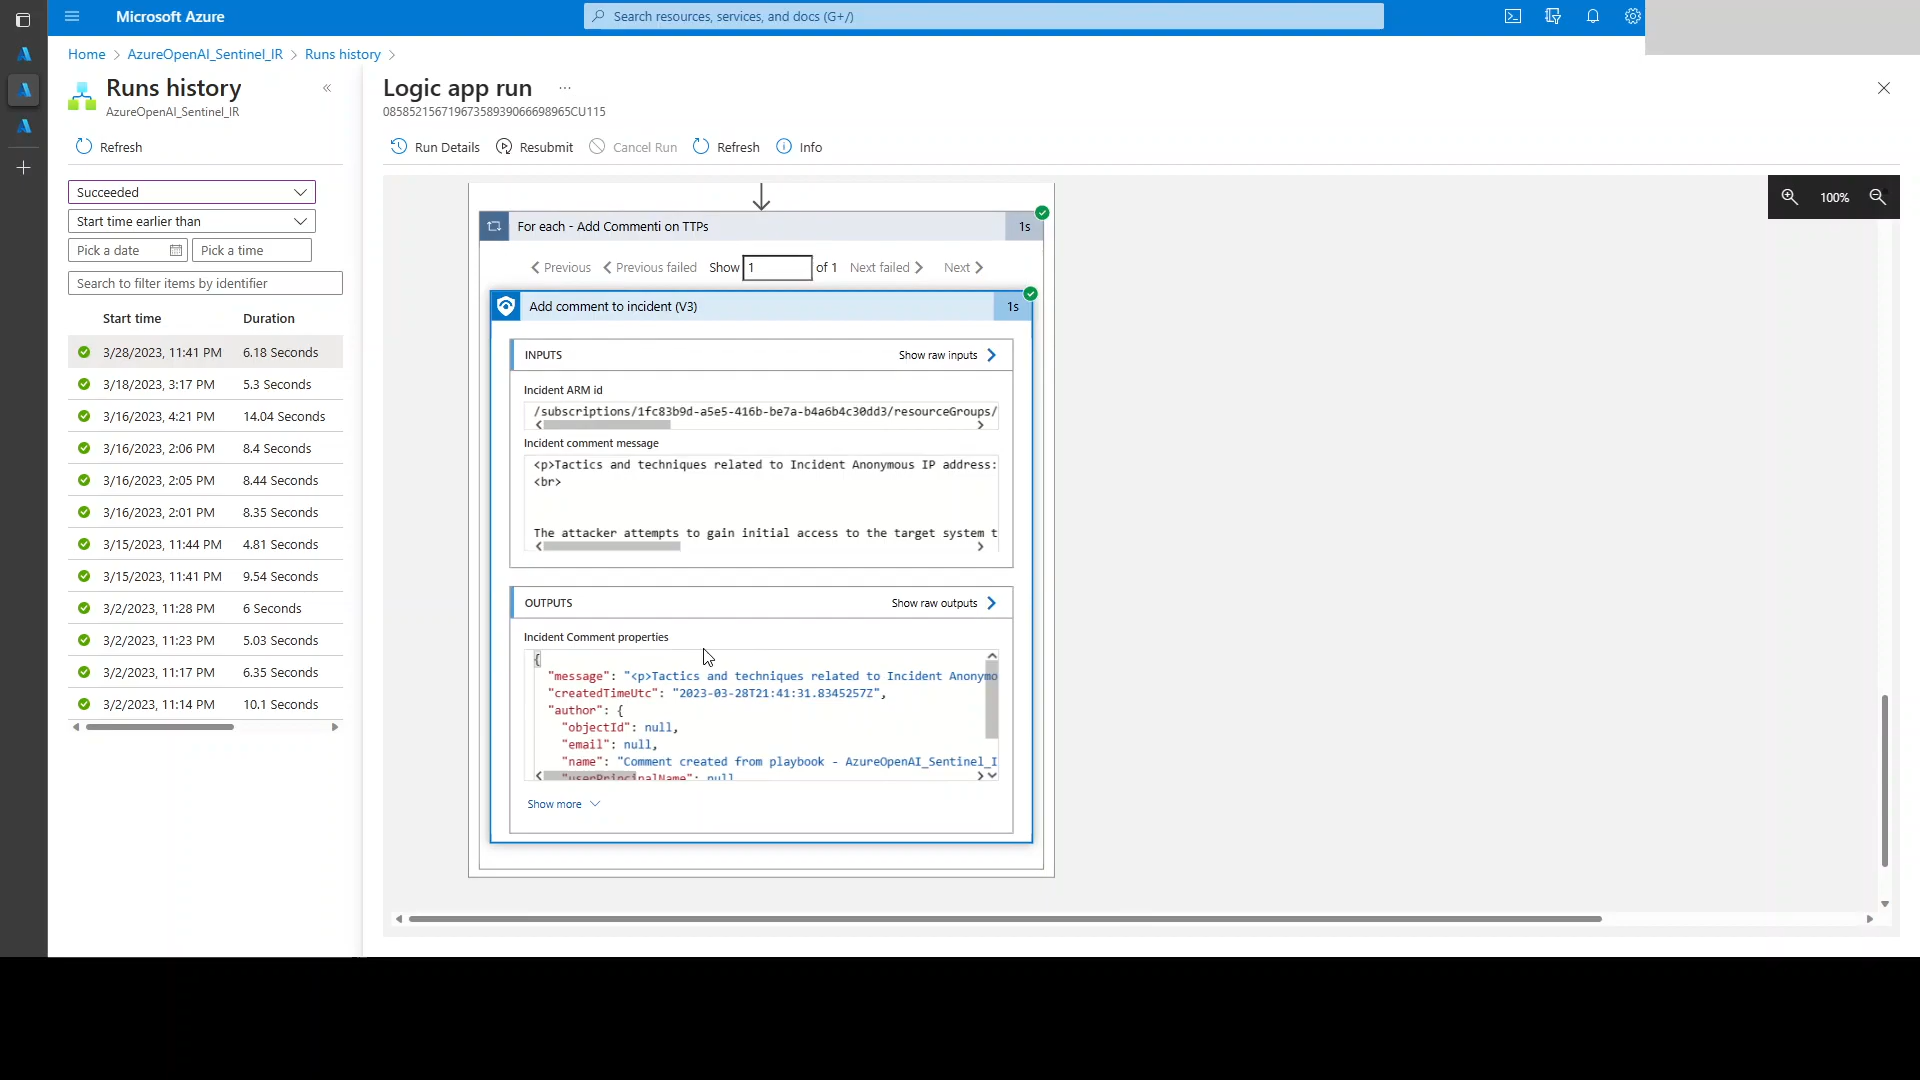 Microsoft Azure
Search resources, services, and docs (G+/)
Home > AzureOpenAI_Sentinel_IR > Runs history >
Runs history
AzureOpenAI_Sentinel_IR
Refresh
Succeeded
Start time earlier than
Pick a date
Pick a time
Search to filter items by identifier
Start time Duration
3/28/2023, 11:41 PM 6.18 Seconds
3/18/2023, 3:17 PM 5.3 Seconds
3/16/2023, 4:21 PM 14.04 Seconds
3/16/2023, 2:06 PM 8.4 Seconds
3/16/2023, 2:05 PM 8.44 Seconds
3/16/2023, 2:01 PM 8.35 Seconds
3/15/2023, 11:44 PM 4.81 Seconds
3/15/2023, 11:41 PM 9.54 Seconds
3/2/2023, 11:28 PM 6 Seconds
3/2/2023, 11:23 PM 5.03 Seconds
3/2/2023, 11:17 PM 6.35 Seconds
3/2/2023, 11:14 PM 10.1 Seconds
Logic app run ...
08585215671967358939066698965CU115
Run Details Resubmit Cancel Run Refresh Info
100%
For each - Add Commenti on TTPs 1s
Previous Previous failed Show 1 of 1 Next failed Next
Add comment to incident (V3) 1s
INPUTS Show raw inputs
Incident ARM id
/subscriptions/1fc83b9d-a5e5-416b-be7a-b4a6b4c30dd3/resourceGroups/
Incident comment message
<p>Tactics and techniques related to Incident Anonymous IP address:
<br>
The attacker attempts to gain initial access to the target system t
OUTPUTS Show raw outputs
Incident Comment properties
{
"message": "<p>Tactics and techniques related to Incident Anonymo
"createdTimeUtc": "2023-03-28T21:41:31.8345257Z",
"author": {
"objectId": null,
"email": null,
"name": "Comment created from playbook - AzureOpenAI_Sentinel_I
"userPrincipalName": null
Show more